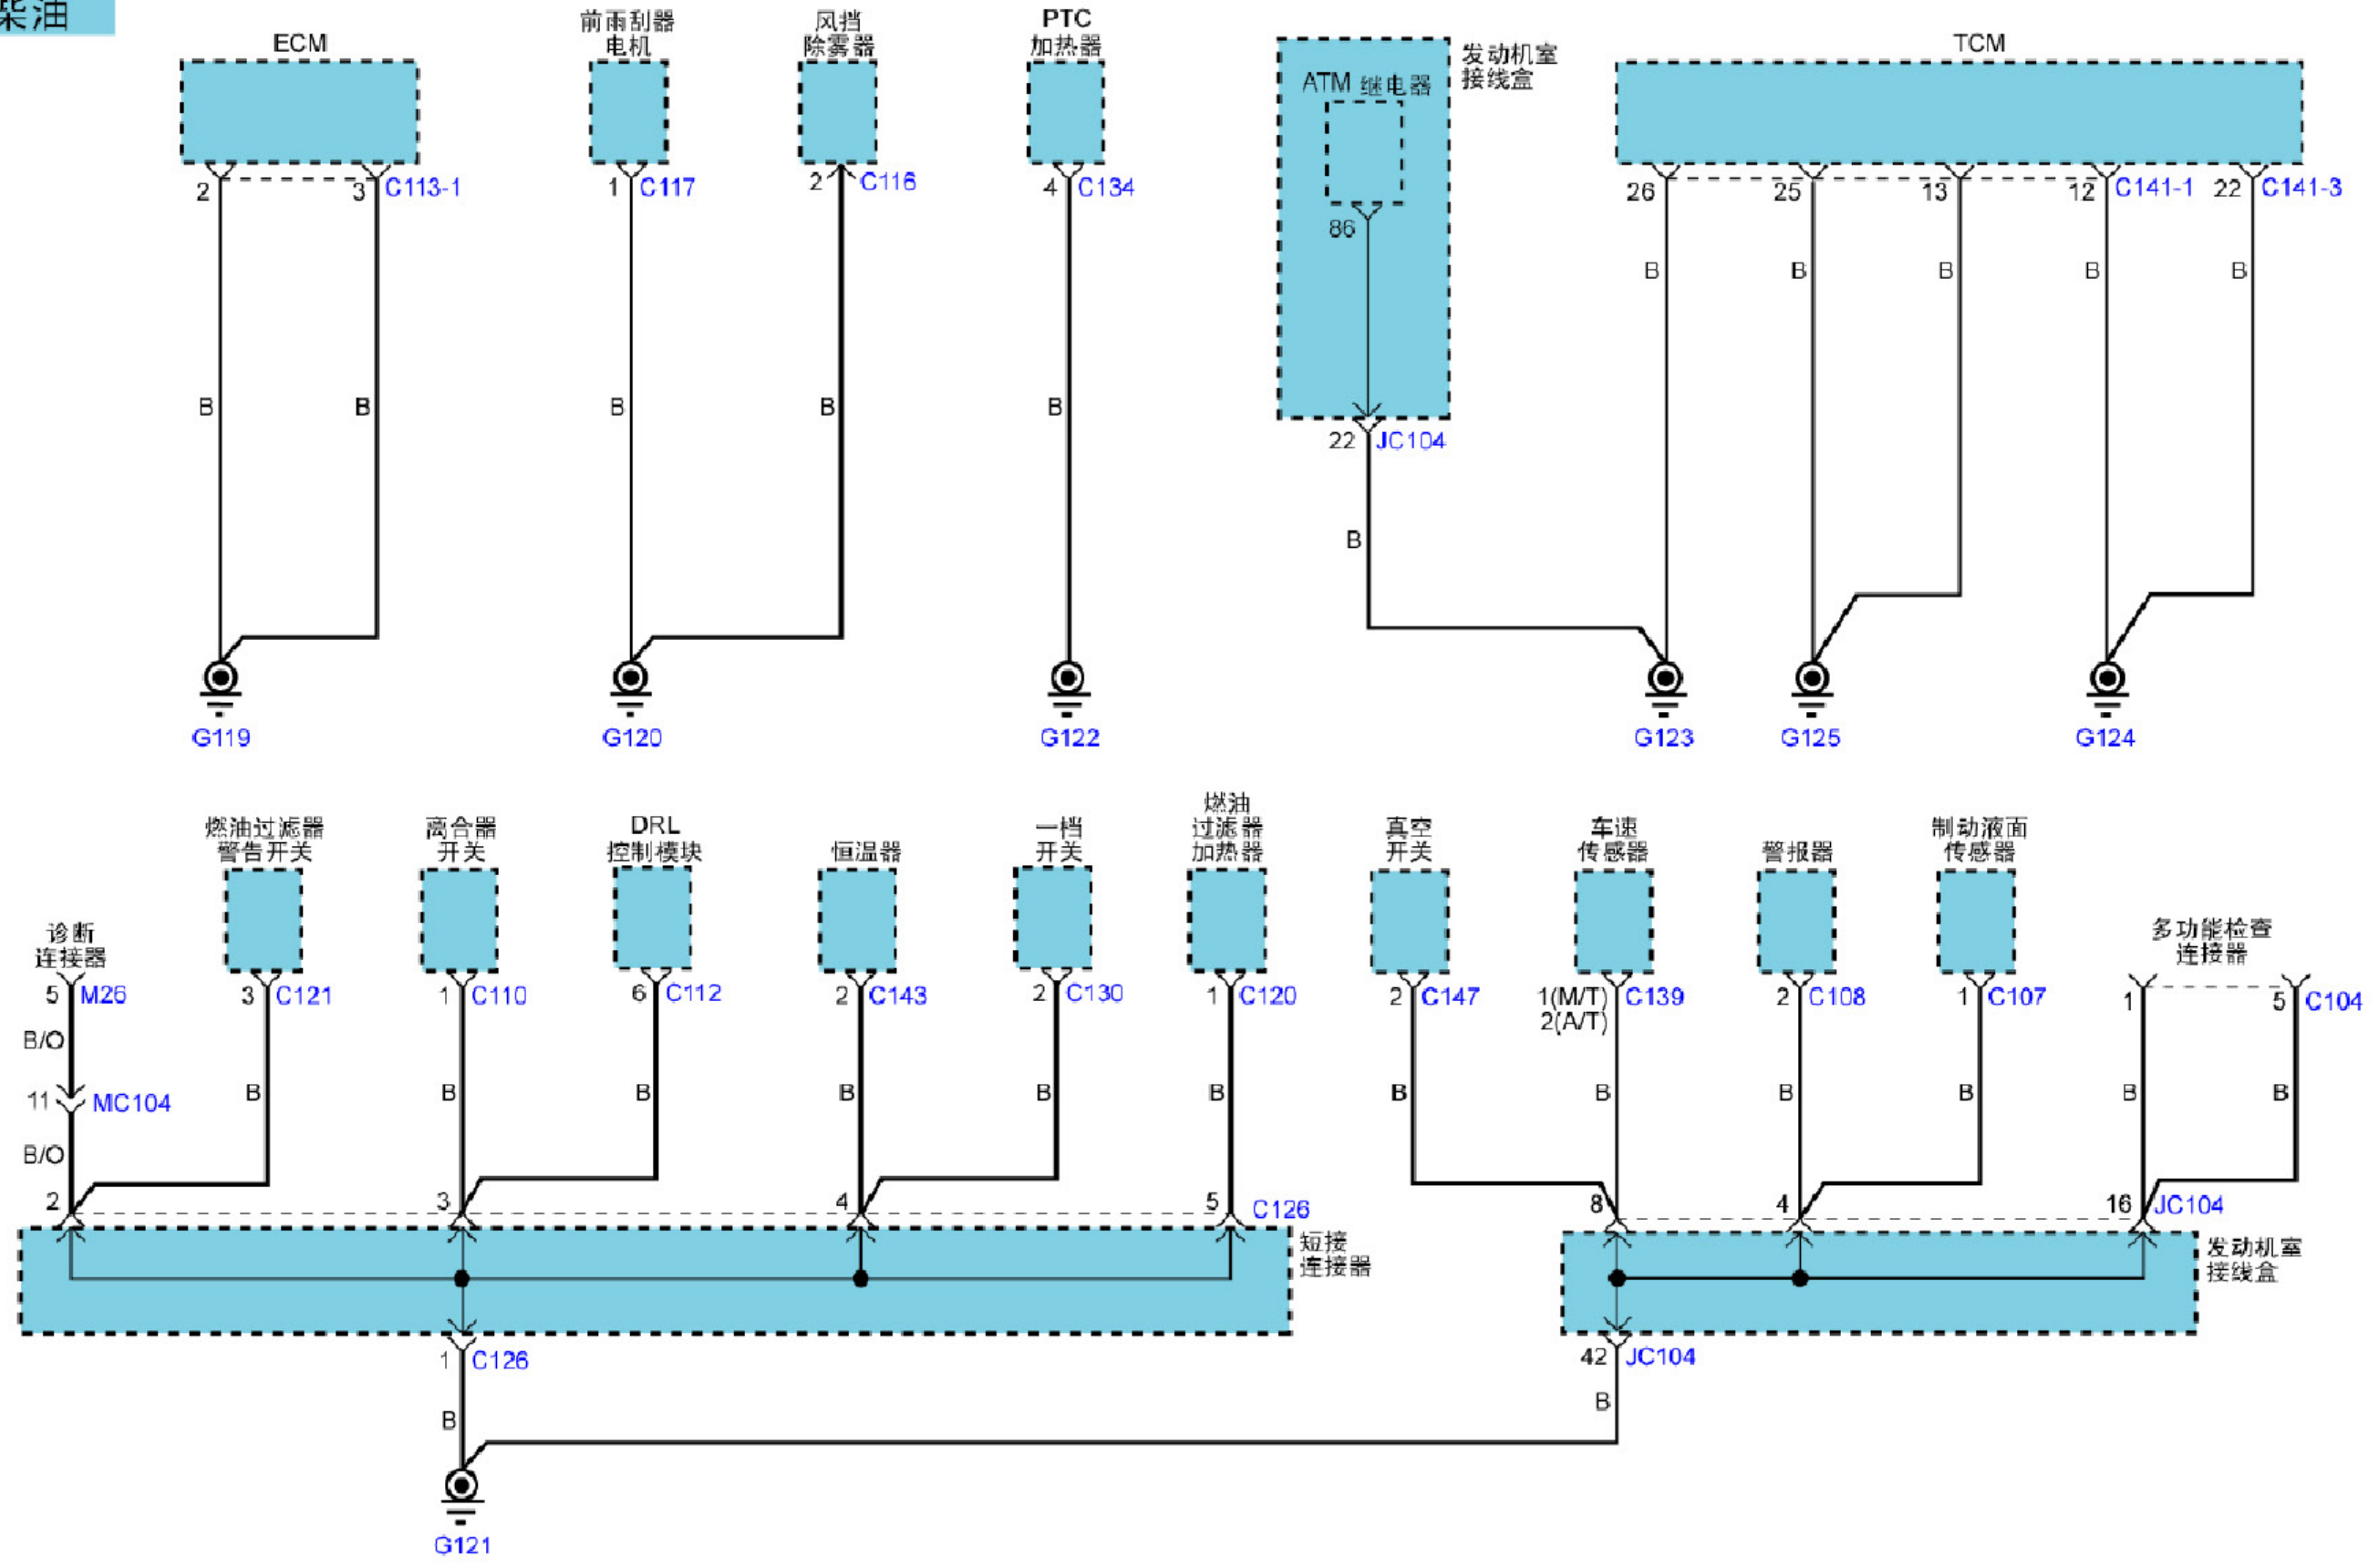 柴油
ECM
前雨刮器
电机
风挡
除雾器
PTC
加热器
ATM 继电器
发动机室
接线盒
TCM
2
3
C113-1
1
C117
2
C116
4
C134
86
26
25
13
12
C141-1
22
C141-3
B
B
B
B
B
B
B
B
B
B
22
JC104
B
G119
G120
G122
G123
G125
G124
诊断
连接器
燃油过滤器
警告开关
离合器
开关
DRL
控制模块
恒温器
一档
开关
燃油
过滤器
加热器
真空
开关
车速
传感器
警报器
制动液面
传感器
多功能检查
连接器
5
M26
3
C121
1
C110
6
C112
2
C143
2
C130
1
C120
2
C147
1(M/T)
2(A/T)
C139
2
C108
1
C107
1
5
C104
B/O
11
MC104
B/O
B
B
B
B
B
B
B
B
B
B
B
B
2
3
4
5
C126
8
4
16
JC104
短接
连接器
发动机室
接线盒
1
C126
42
JC104
B
B
G121